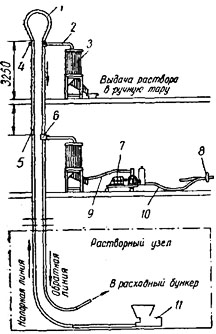 1
2
3
4
3250
Выдача раствора
в ручную тару
6
7
8
5
9
10
Растворный узел
Напорная линия
Обратная
линия
В расходный бункер
11